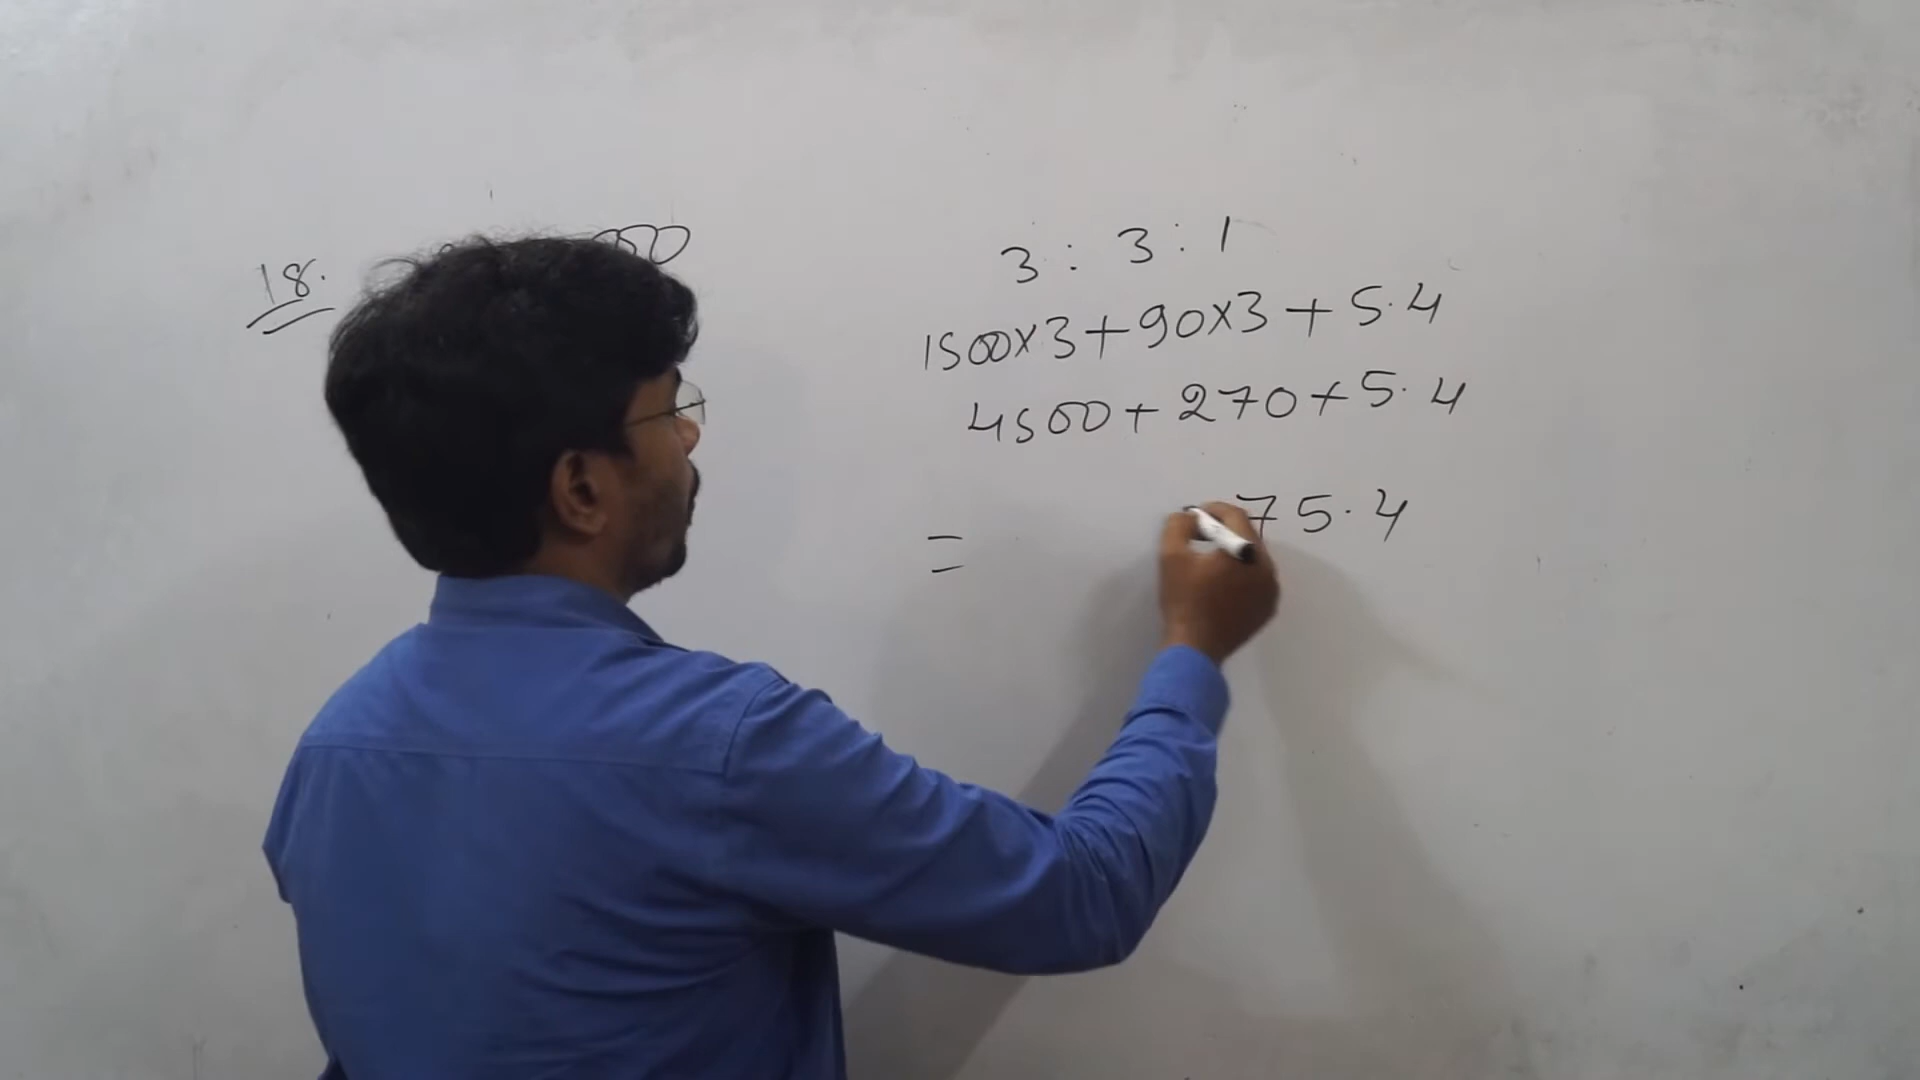 18.
3 : 3 : 1
1500×3+90×3+5.4
4500+270+5.4
= 75.4